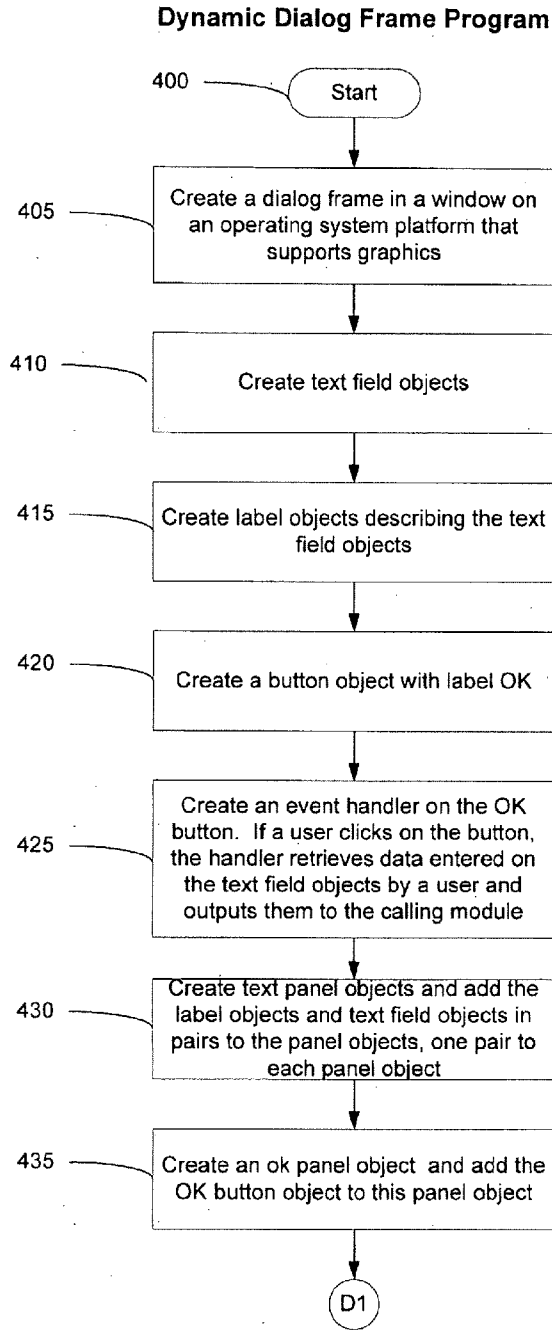 Dynamic Dialog Frame Program
400
Start
405
Create a dialog frame in a window on
an operating system platform that
supports graphics
410
Create text field objects
415
Create label objects describing the text
field objects
420
Create a button object with label OK
425
Create an event handler on the OK
button. If a user clicks on the button,
the handler retrieves data entered on
the text field objects by a user and
outputs them to the calling module
430
Create text panel objects and add the
label objects and text field objects in
pairs to the panel objects, one pair to
each panel object
435
Create an ok panel object and add the
OK button object to this panel object
D1